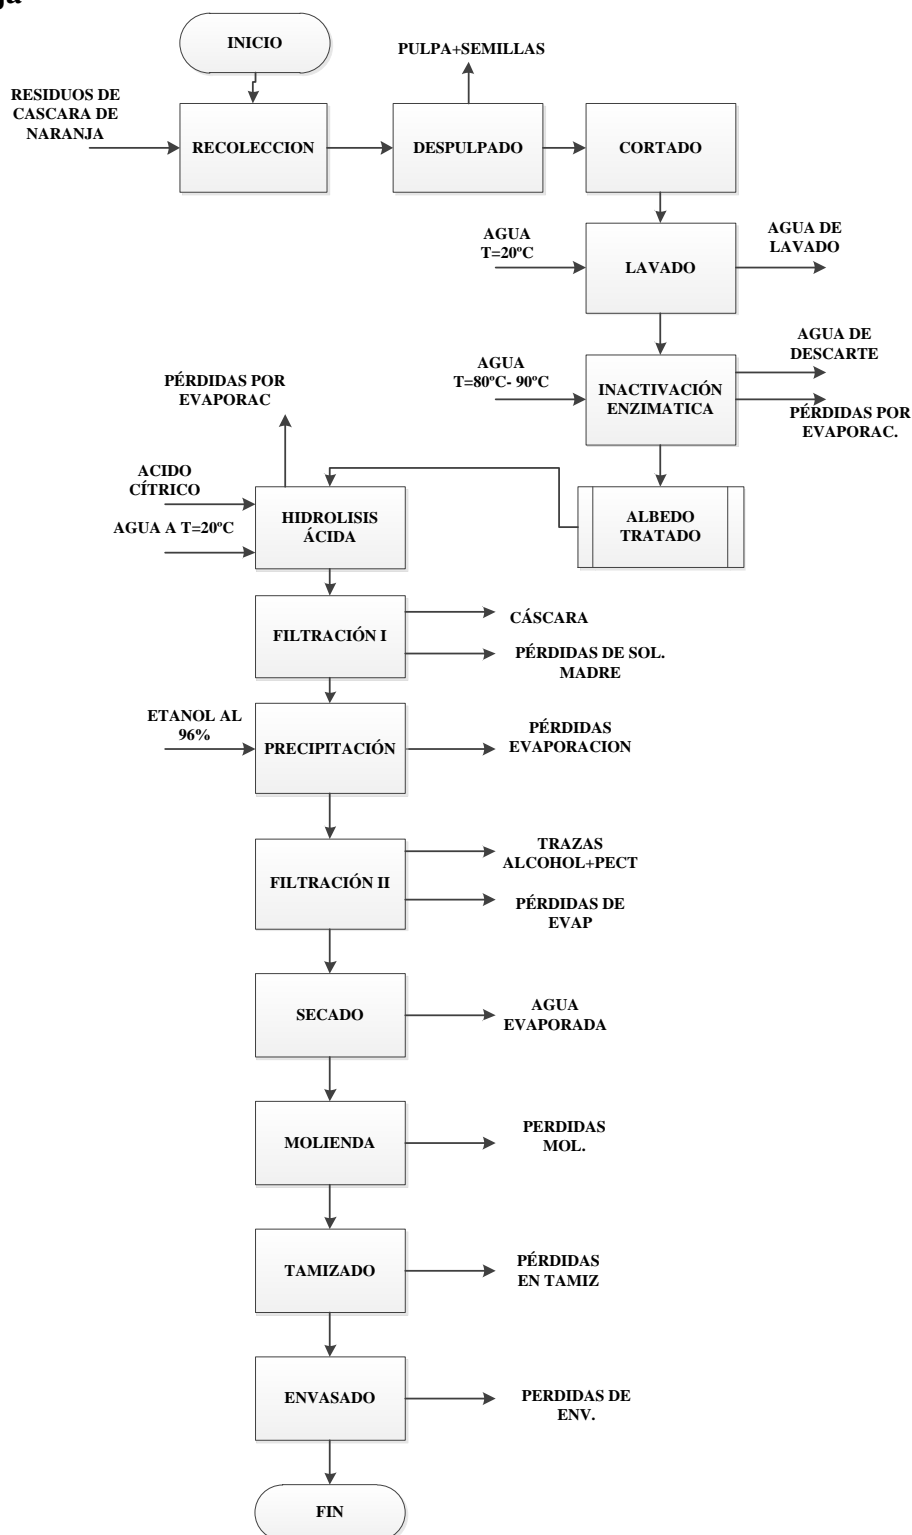 ja
INICIO
PULPA+SEMILLAS
RESIDUOS DE
CASCARA DE
NARANJA
RECOLECCION
DESPULPADO
CORTADO
AGUA
T=20ºC
LAVADO
AGUA DE
LAVADO
AGUA
T=80ºC- 90ºC
INACTIVACIÓN
ENZIMATICA
AGUA DE
DESCARTE
PÉRDIDAS POR
EVAPORAC.
PÉRDIDAS POR
EVAPORAC
ACIDO
CÍTRICO
AGUA A T=20ºC
HIDROLISIS
ÁCIDA
ALBEDO
TRATADO
FILTRACIÓN I
CÁSCARA
PÉRDIDAS DE SOL.
MADRE
ETANOL AL
96%
PRECIPITACIÓN
PÉRDIDAS
EVAPORACION
FILTRACIÓN II
TRAZAS
ALCOHOL+PECT
PÉRDIDAS DE
EVAP
SECADO
AGUA
EVAPORADA
MOLIENDA
PERDIDAS
MOL.
TAMIZADO
PÉRDIDAS
EN TAMIZ
ENVASADO
PERDIDAS DE
ENV.
FIN